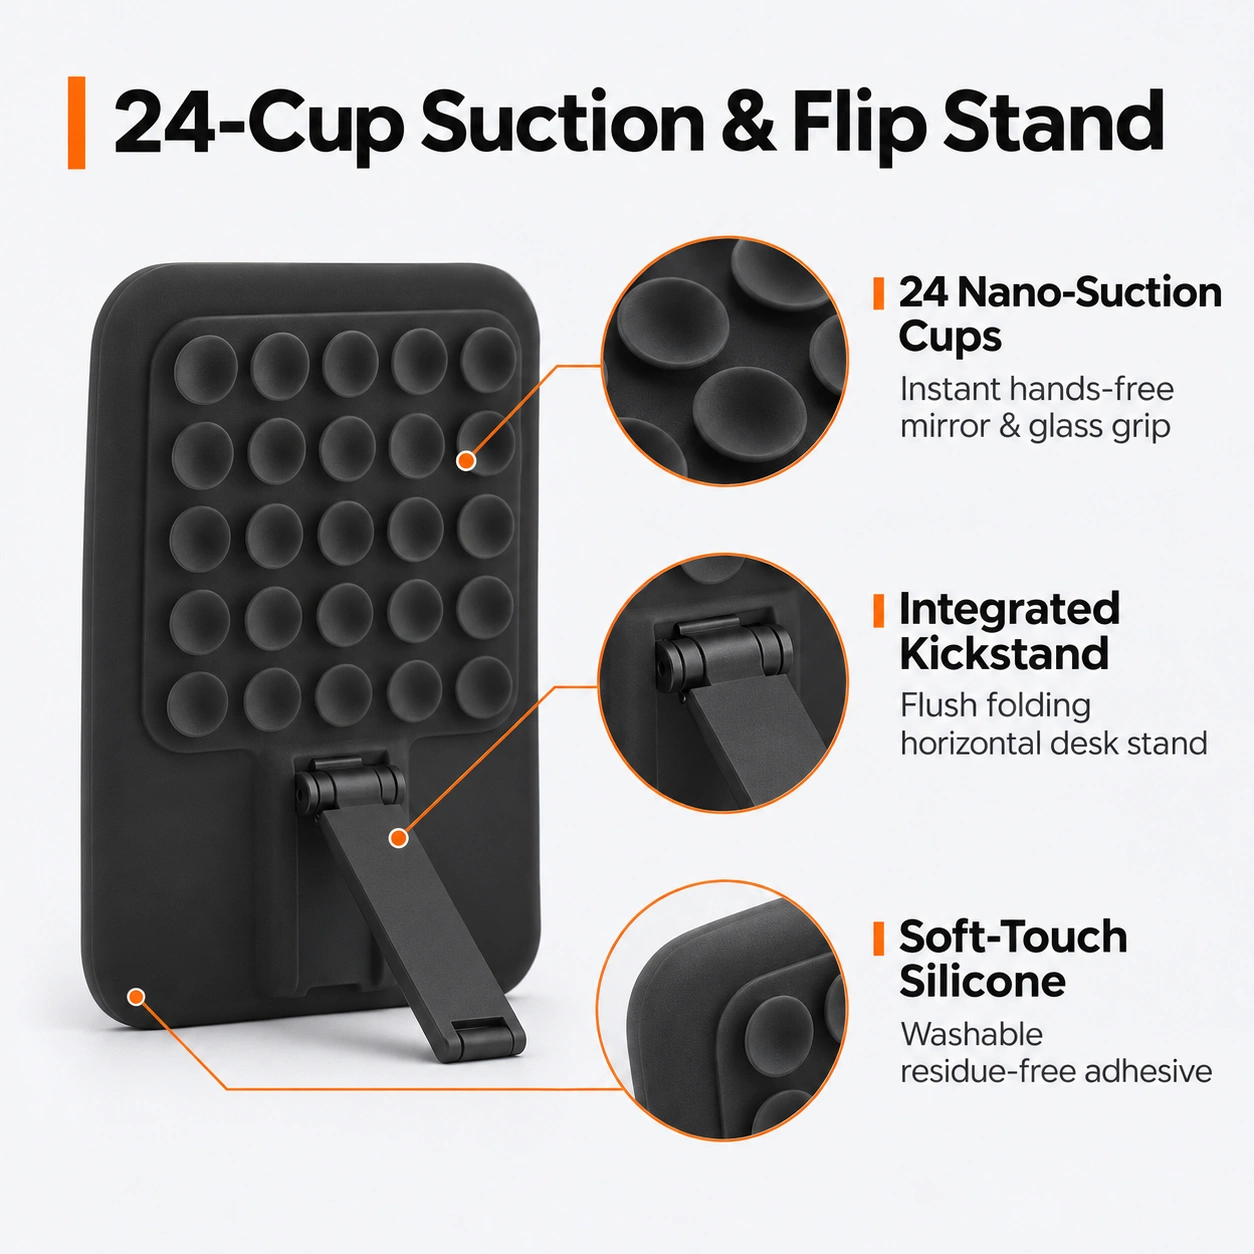 24-Cup Suction & Flip Stand
24 Nano-Suction
Cups
Instant hands-free
mirror & glass grip
Integrated
Kickstand
Flush folding
horizontal desk stand
Soft-Touch
Silicone
Washable
residue-free adhesive